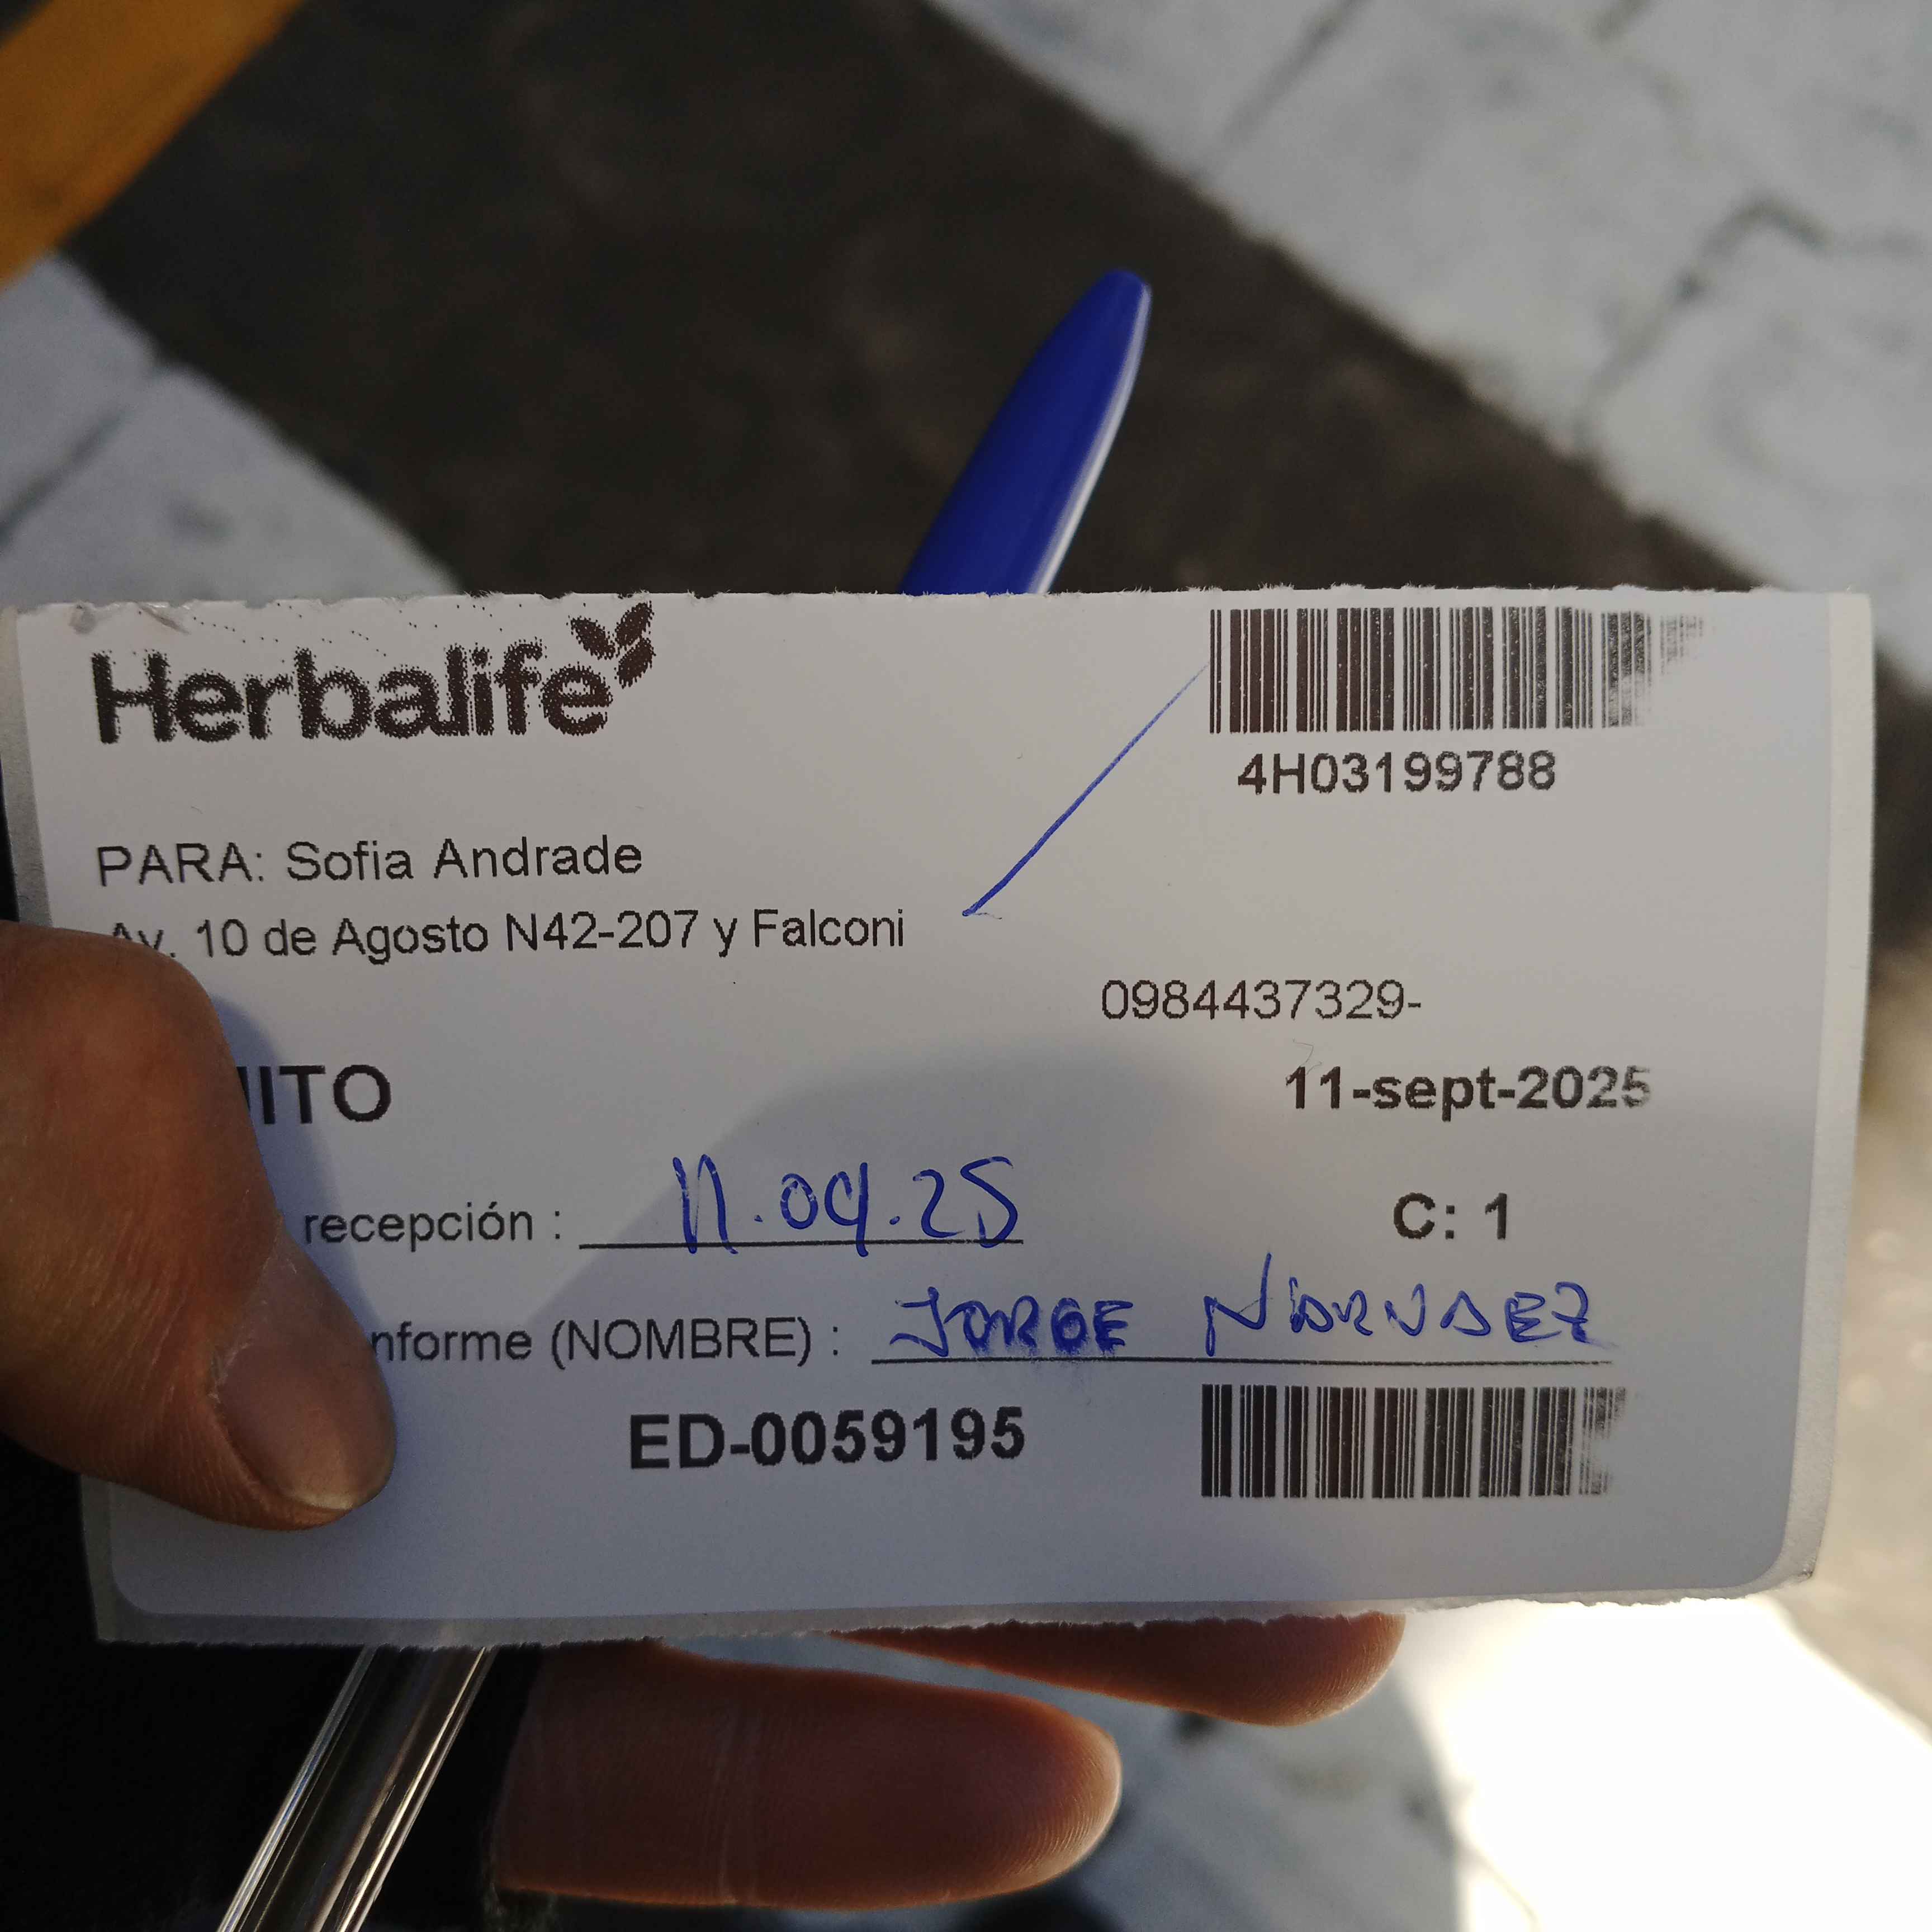 Herbalife
4H03199788
PARA: Sofia Andrade
Av. 10 de Agosto N42-207 y Falconi
0984437329-
UITO
11-sept-2025
recepción : 11.09.25
C: 1
nforme (NOMBRE) : JORGE NARVAEZ
ED-0059195